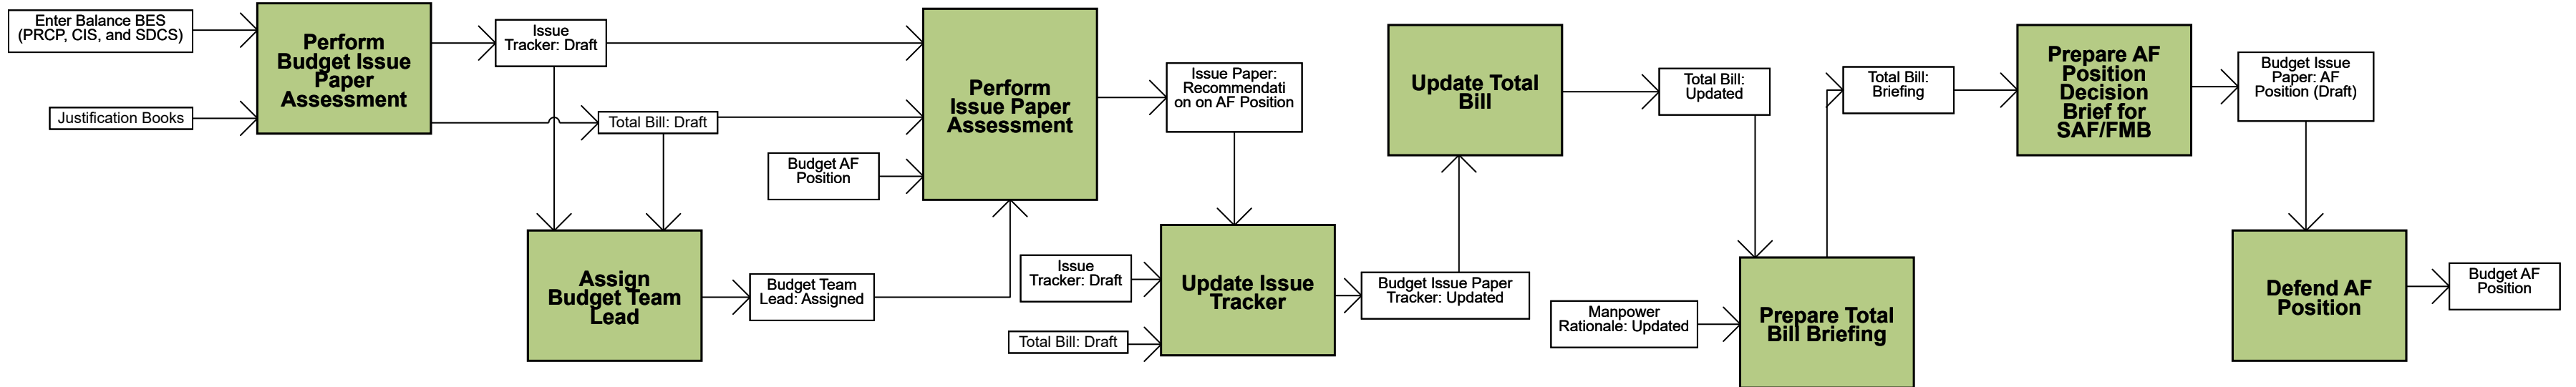 Enter Balance BES
(PRCP, CIS, and SDCS)
Justification Books
Perform
Budget Issue
Paper
Assessment
Issue
Tracker: Draft
Total Bill: Draft
Assign
Budget Team
Lead
Budget Team
Lead: Assigned
Budget AF
Position
Perform
Issue Paper
Assessment
Issue Paper:
Recommendati
on on AF Position
Issue
Tracker: Draft
Total Bill: Draft
Update Issue
Tracker
Budget Issue Paper
Tracker: Updated
Update Total
Bill
Total Bill:
Updated
Manpower
Rationale: Updated
Prepare Total
Bill Briefing
Total Bill:
Briefing
Prepare AF
Position
Decision
Brief for
SAF/FMB
Budget Issue
Paper: AF
Position (Draft)
Defend AF
Position
Budget AF
Position